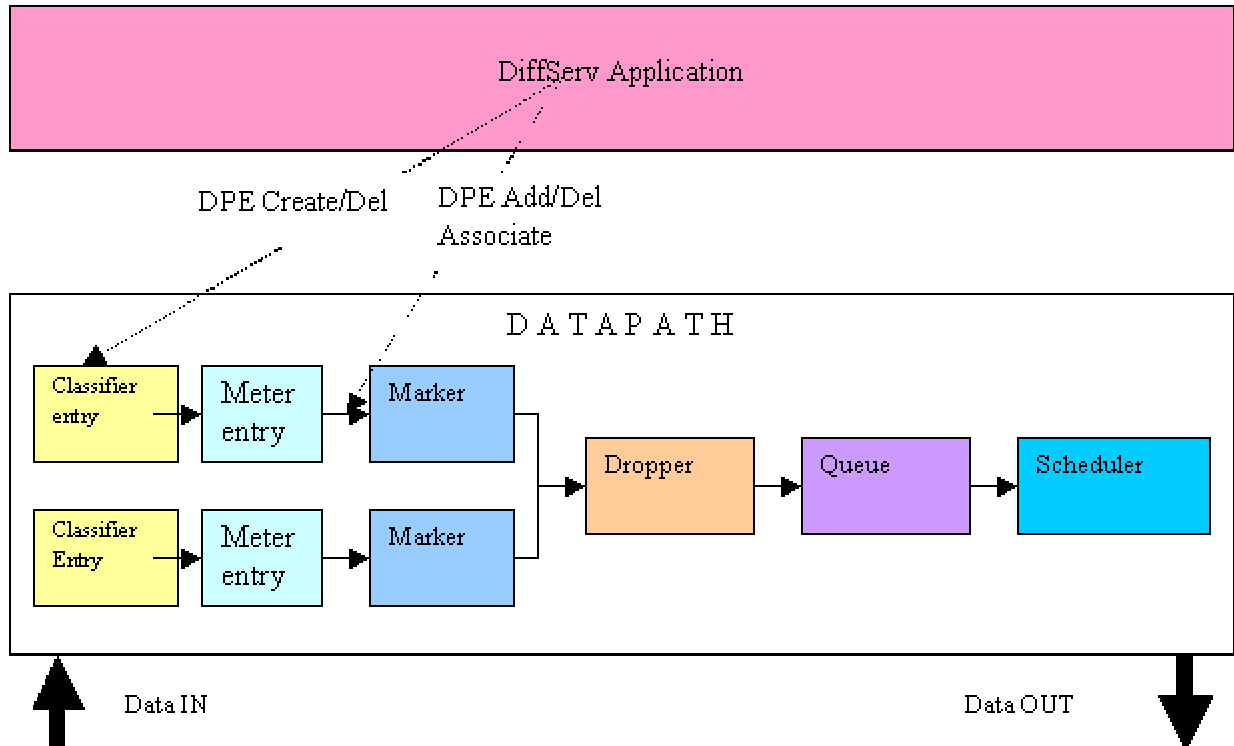 DiffServ Application
DPE Create/Del
DPE Add/Del
Associate
D A T A P A T H
Classifier
entry
Meter
entry
Marker
Dropper
Queue
Scheduler
Classifier
Entry
Meter
entry
Marker
Data IN
Data OUT